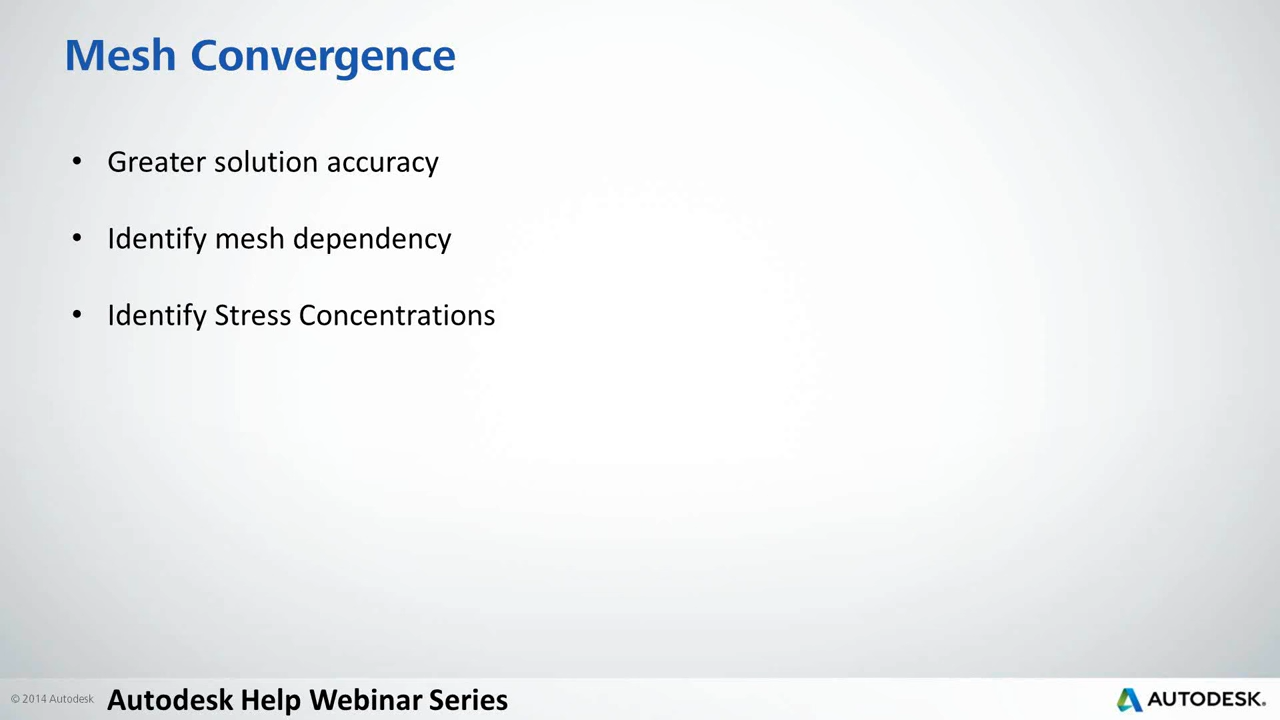 Mesh Convergence
• Greater solution accuracy
• Identify mesh dependency
• Identify Stress Concentrations
© 2014 Autodesk Autodesk Help Webinar Series AUTODESK.